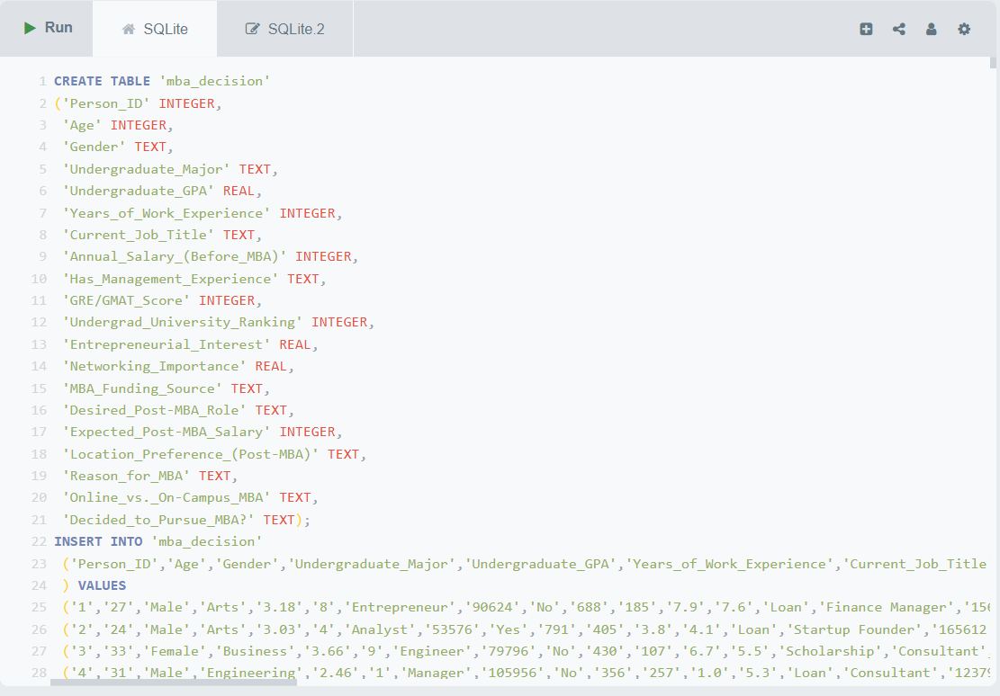 Run SQLite SQLite.2
1 CREATE TABLE 'mba_decision'
2 ('Person_ID' INTEGER,
3 'Age' INTEGER,
4 'Gender' TEXT,
5 'Undergraduate_Major' TEXT,
6 'Undergraduate_GPA' REAL,
7 'Years_of_Work_Experience' INTEGER,
8 'Current_Job_Title' TEXT,
9 'Annual_Salary_(Before_MBA)' INTEGER,
10 'Has_Management_Experience' TEXT,
11 'GRE/GMAT_Score' INTEGER,
12 'Undergrad_University_Ranking' INTEGER,
13 'Entrepreneurial_Interest' REAL,
14 'Networking_Importance' REAL,
15 'MBA_Funding_Source' TEXT,
16 'Desired_Post-MBA_Role' TEXT,
17 'Expected_Post-MBA_Salary' INTEGER,
18 'Location_Preference_(Post-MBA)' TEXT,
19 'Reason_for_MBA' TEXT,
20 'Online_vs._On-Campus_MBA' TEXT,
21 'Decided_to_Pursue_MBA?' TEXT);
22 INSERT INTO 'mba_decision'
23 ('Person_ID','Age','Gender','Undergraduate_Major','Undergraduate_GPA','Years_of_Work_Experience','Current_Job_Title
24 ) VALUES
25 ('1','27','Male','Arts','3.18','8','Entrepreneur','90624','No','688','185','7.9','7.6','Loan','Finance Manager','156
26 ('2','24','Male','Arts','3.03','4','Analyst','53576','Yes','791','405','3.8','4.1','Loan','Startup Founder','165612
27 ('3','33','Female','Business','3.66','9','Engineer','79796','No','430','107','6.7','5.5','Scholarship','Consultant'
28 ('4','31','Male','Engineering','2.46','1','Manager','105956','No','356','257','1.0','5.3','Loan','Consultant','1237